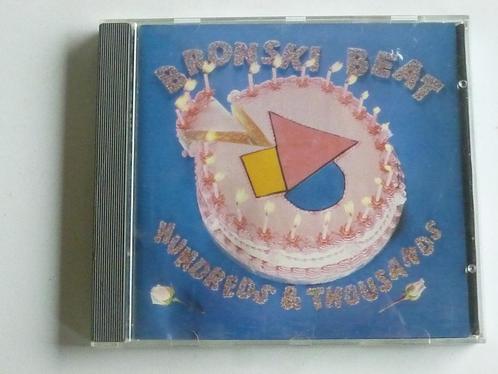 BRONSKI BEAT
HUNDREDS & THOUSANDS